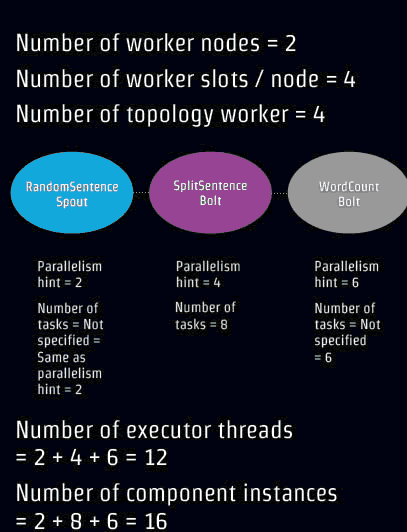 Number of worker nodes = 2
Number of worker slots / node = 4
Number of topology worker = 4
RandomSentence
Spout
SplitSentence
Bolt
WordCount
Bolt
Parallelism
hint = 2
Number of
tasks = Not
specified =
Same as
parallelism
hint = 2
Parallelism
hint = 4
Number of
tasks = 8
Parallelism
hint = 6
Number of
tasks = Not
specified
= 6
Number of executor threads
= 2 + 4 + 6 = 12
Number of component instances
= 2 + 8 + 6 = 16